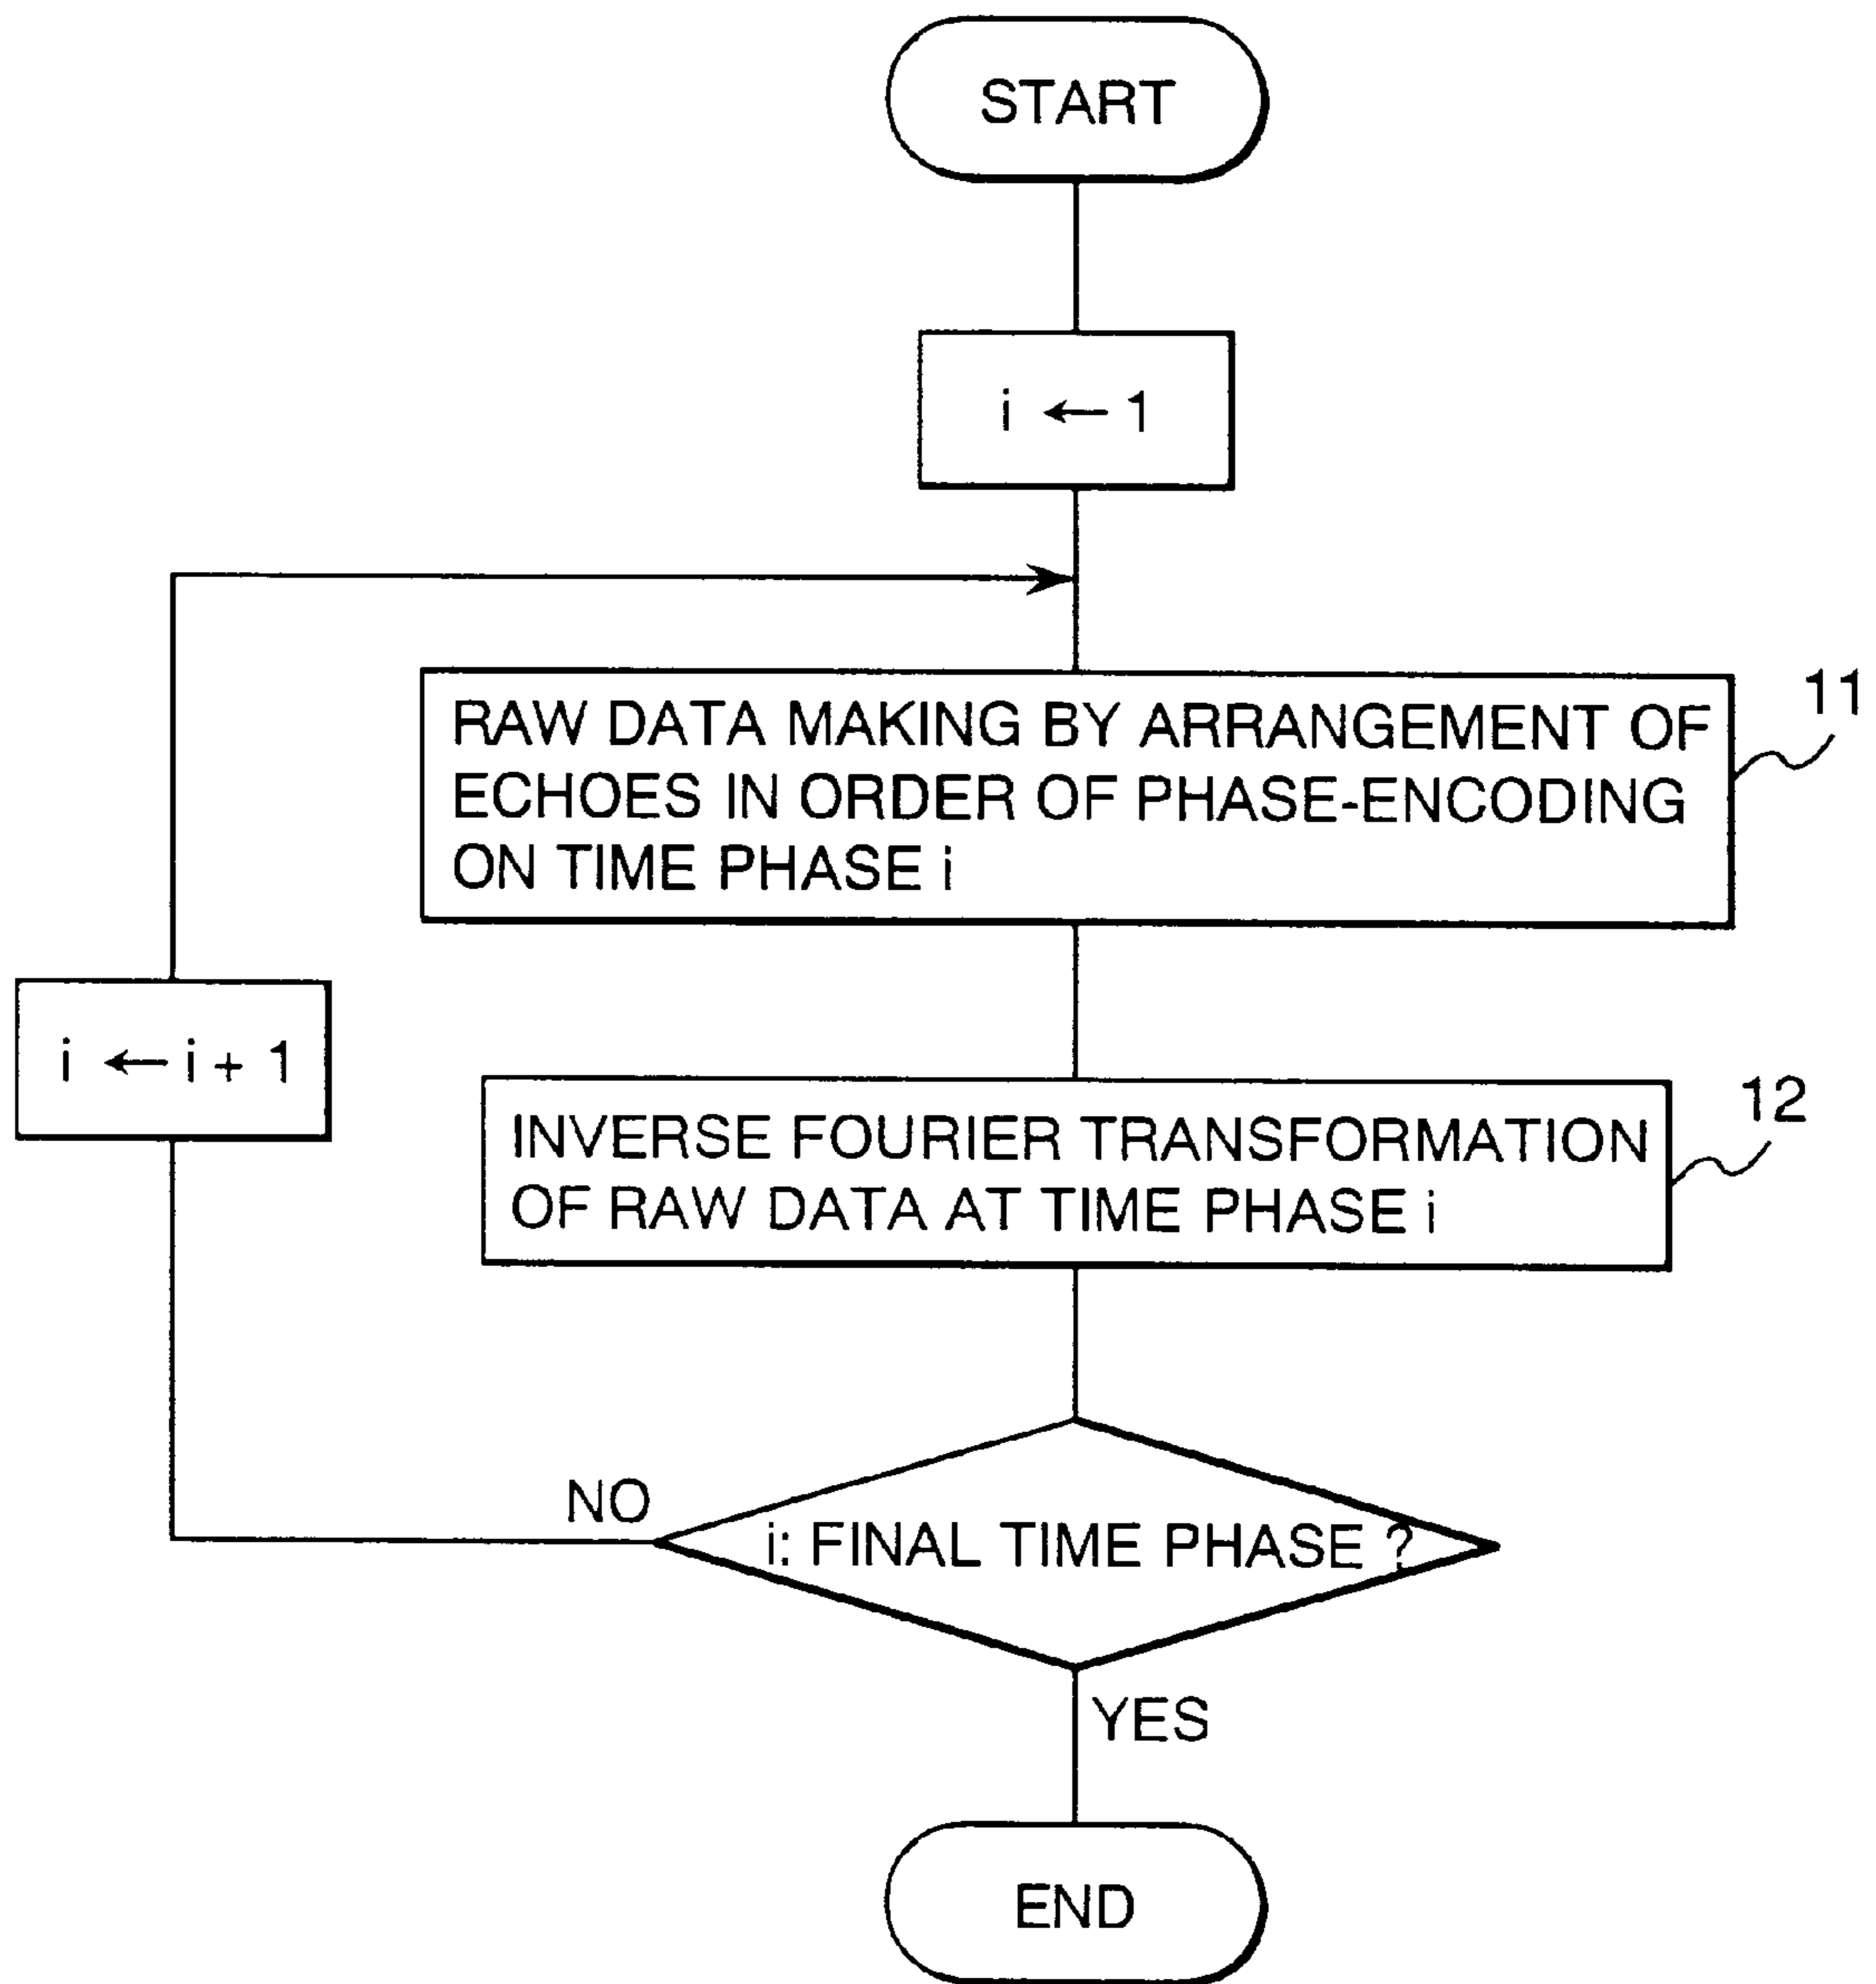 START
i ← 1
RAW DATA MAKING BY ARRANGEMENT OF
ECHOES IN ORDER OF PHASE-ENCODING
ON TIME PHASE i
11
i ← i + 1
INVERSE FOURIER TRANSFORMATION
OF RAW DATA AT TIME PHASE i
12
NO
i: FINAL TIME PHASE ?
YES
END